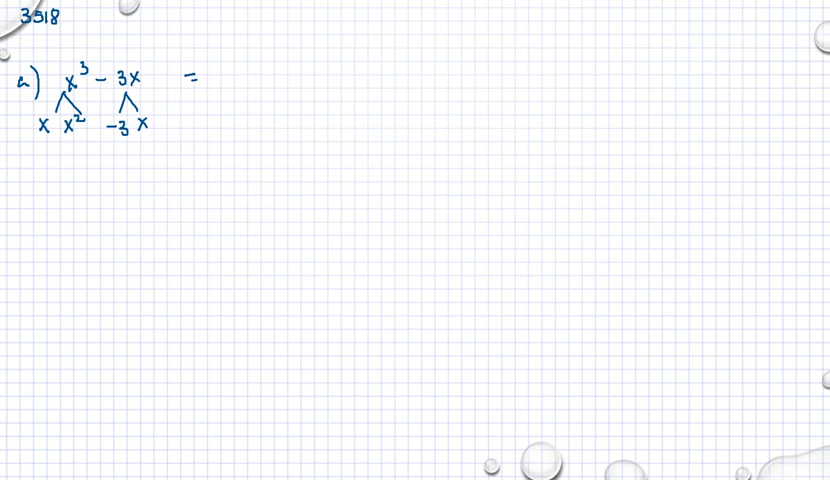 3518
a) x³ - 3x =
x x² -3 x